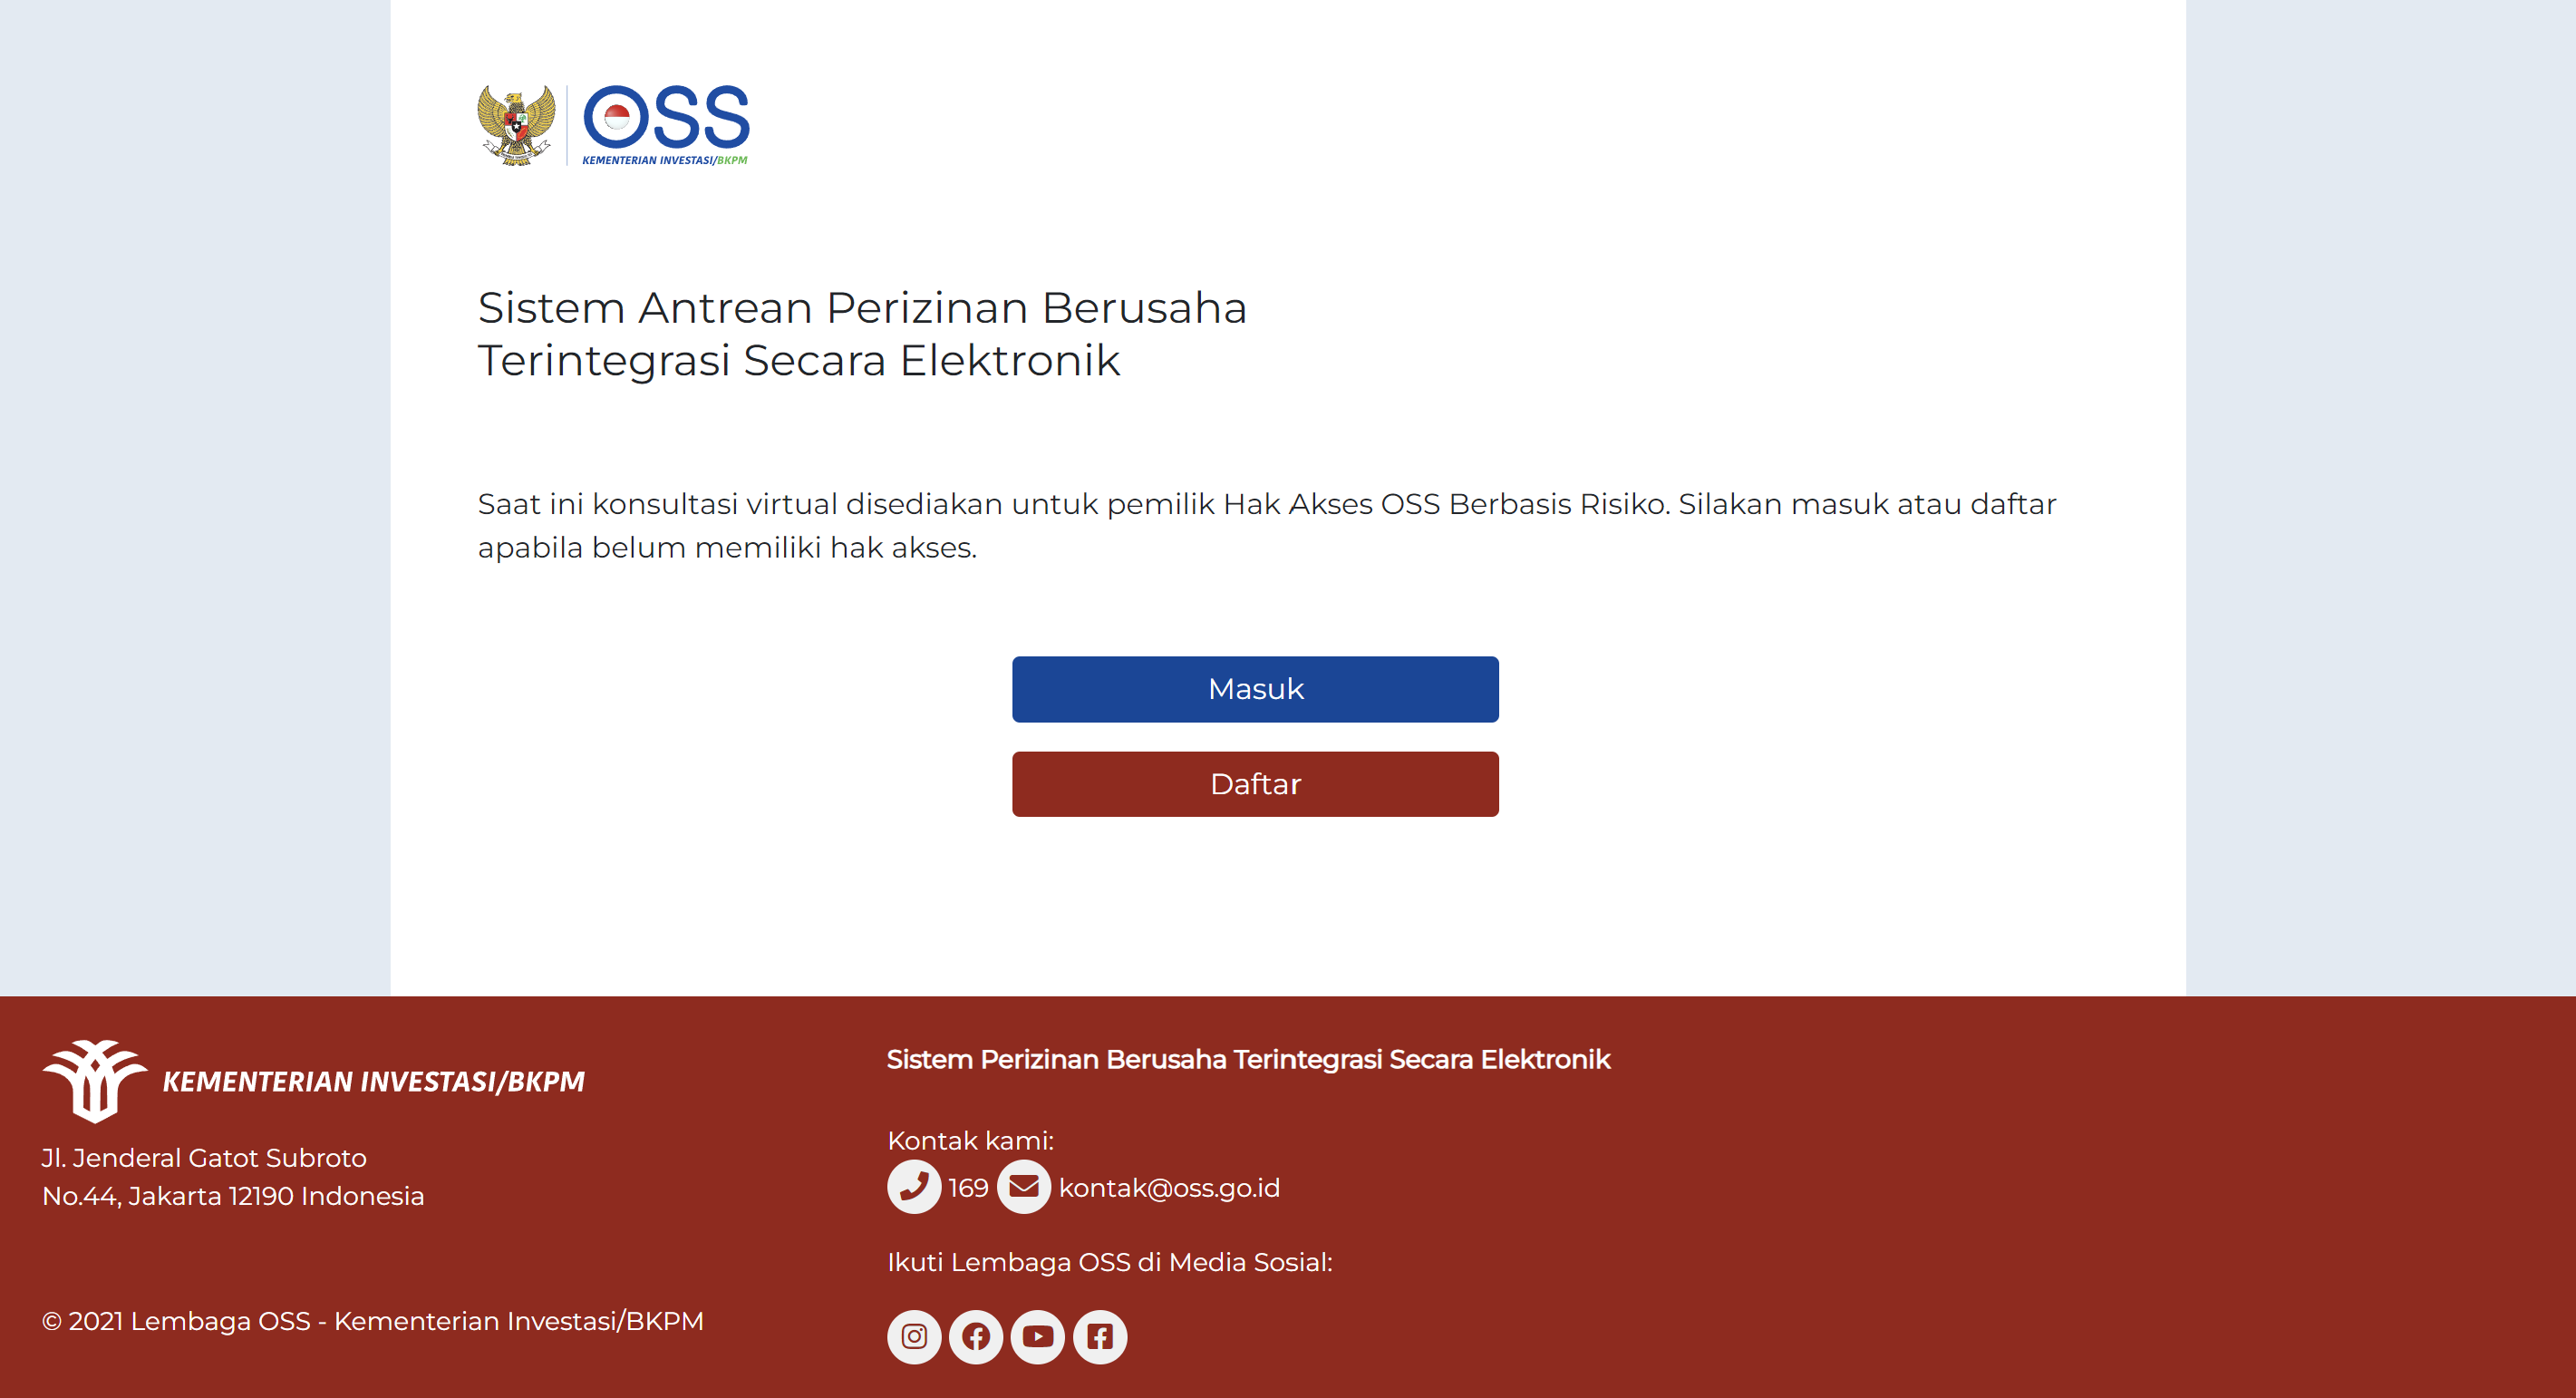 OSS
KEMENTERIAN INVESTASI/BKPM
Sistem Antrean Perizinan Berusaha
Terintegrasi Secara Elektronik
Saat ini konsultasi virtual disediakan untuk pemilik Hak Akses OSS Berbasis Risiko. Silakan masuk atau daftar
apabila belum memiliki hak akses.
Masuk
Daftar
KEMENTERIAN INVESTASI/BKPM
Jl. Jenderal Gatot Subroto
No.44, Jakarta 12190 Indonesia
© 2021 Lembaga OSS - Kementerian Investasi/BKPM
Sistem Perizinan Berusaha Terintegrasi Secara Elektronik
Kontak kami:
169 kontak@oss.go.id
Ikuti Lembaga OSS di Media Sosial: